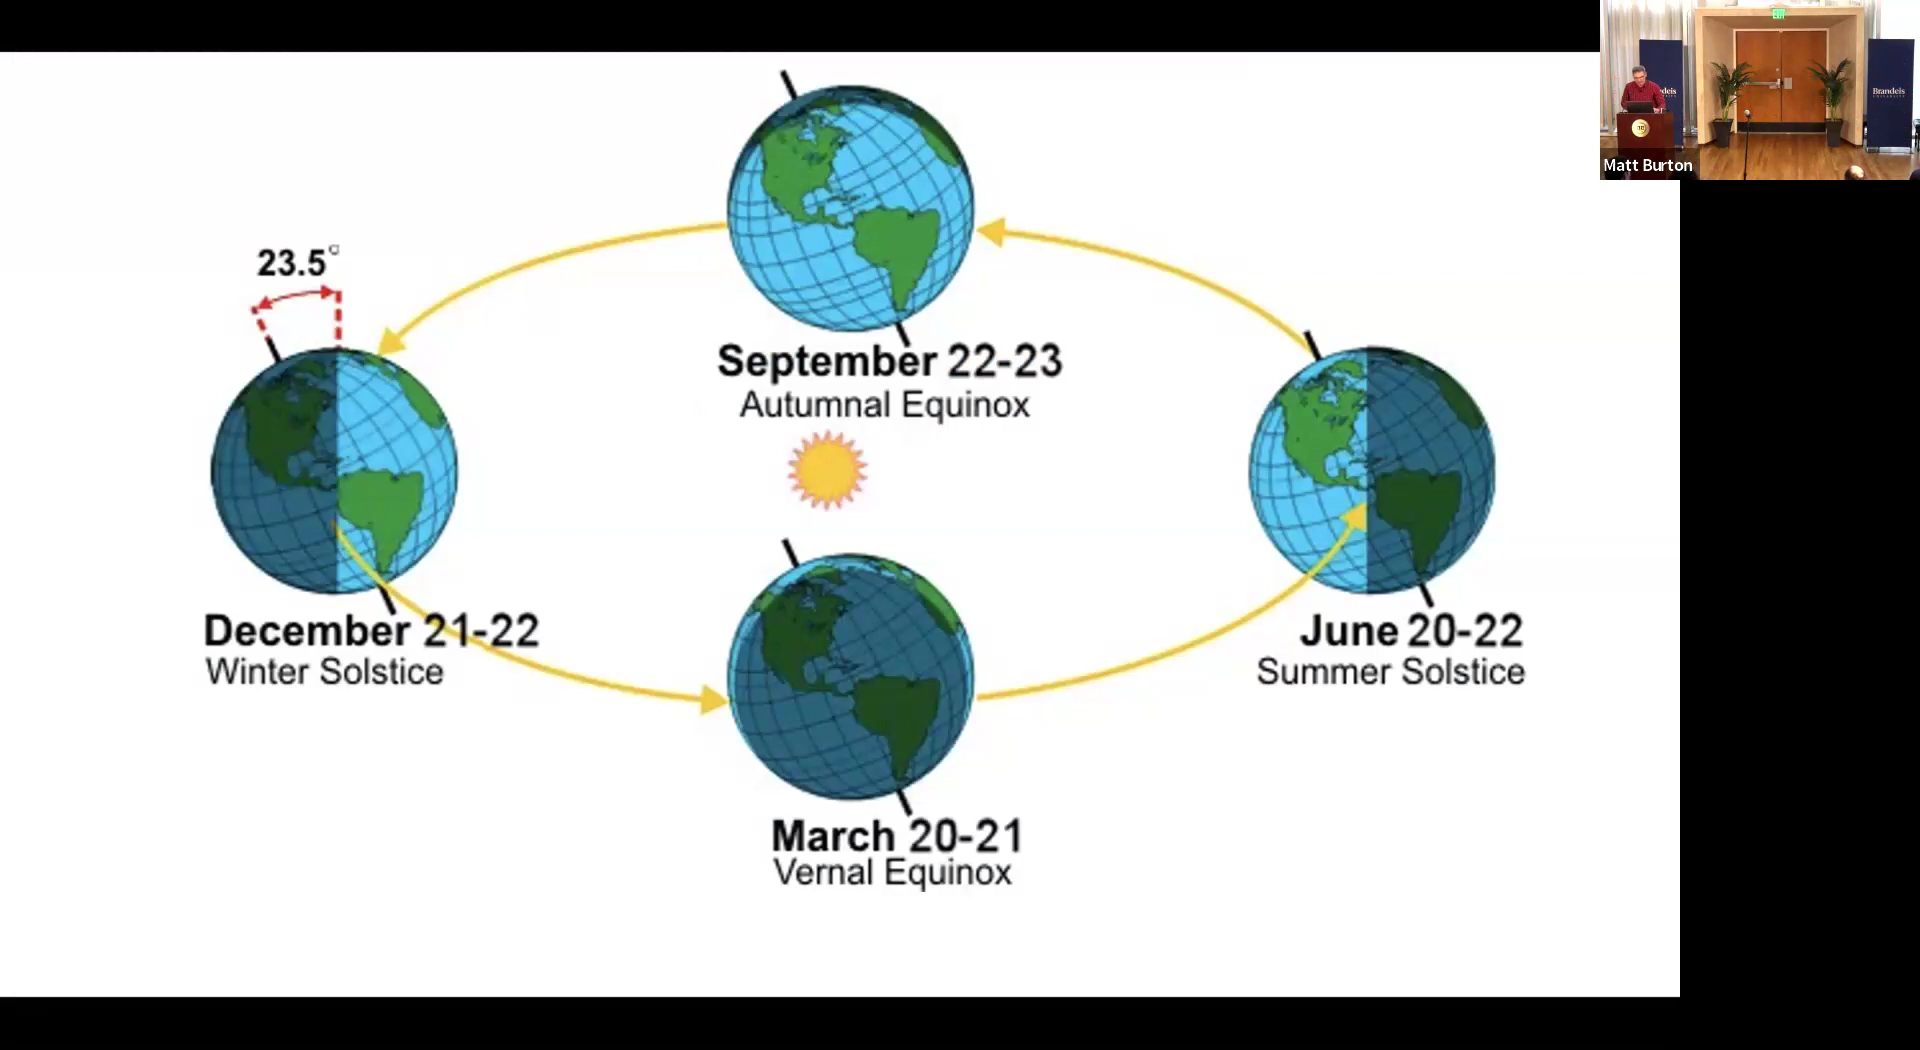 23.5°
September 22-23
Autumnal Equinox
December 21-22
Winter Solstice
June 20-22
Summer Solstice
March 20-21
Vernal Equinox
Matt Burton
Brandeis